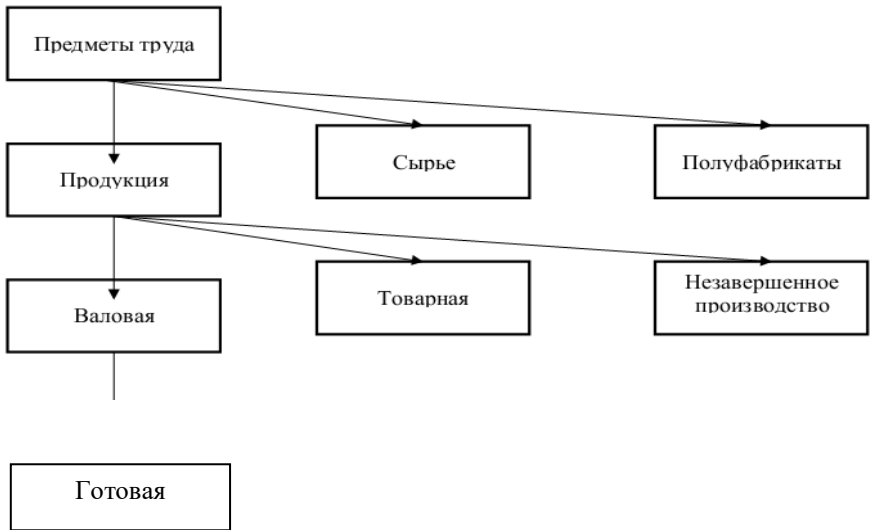 Предметы труда
Продукция
Сырье
Полуфабрикаты
Валовая
Товарная
Незавершенное
производство
Готовая